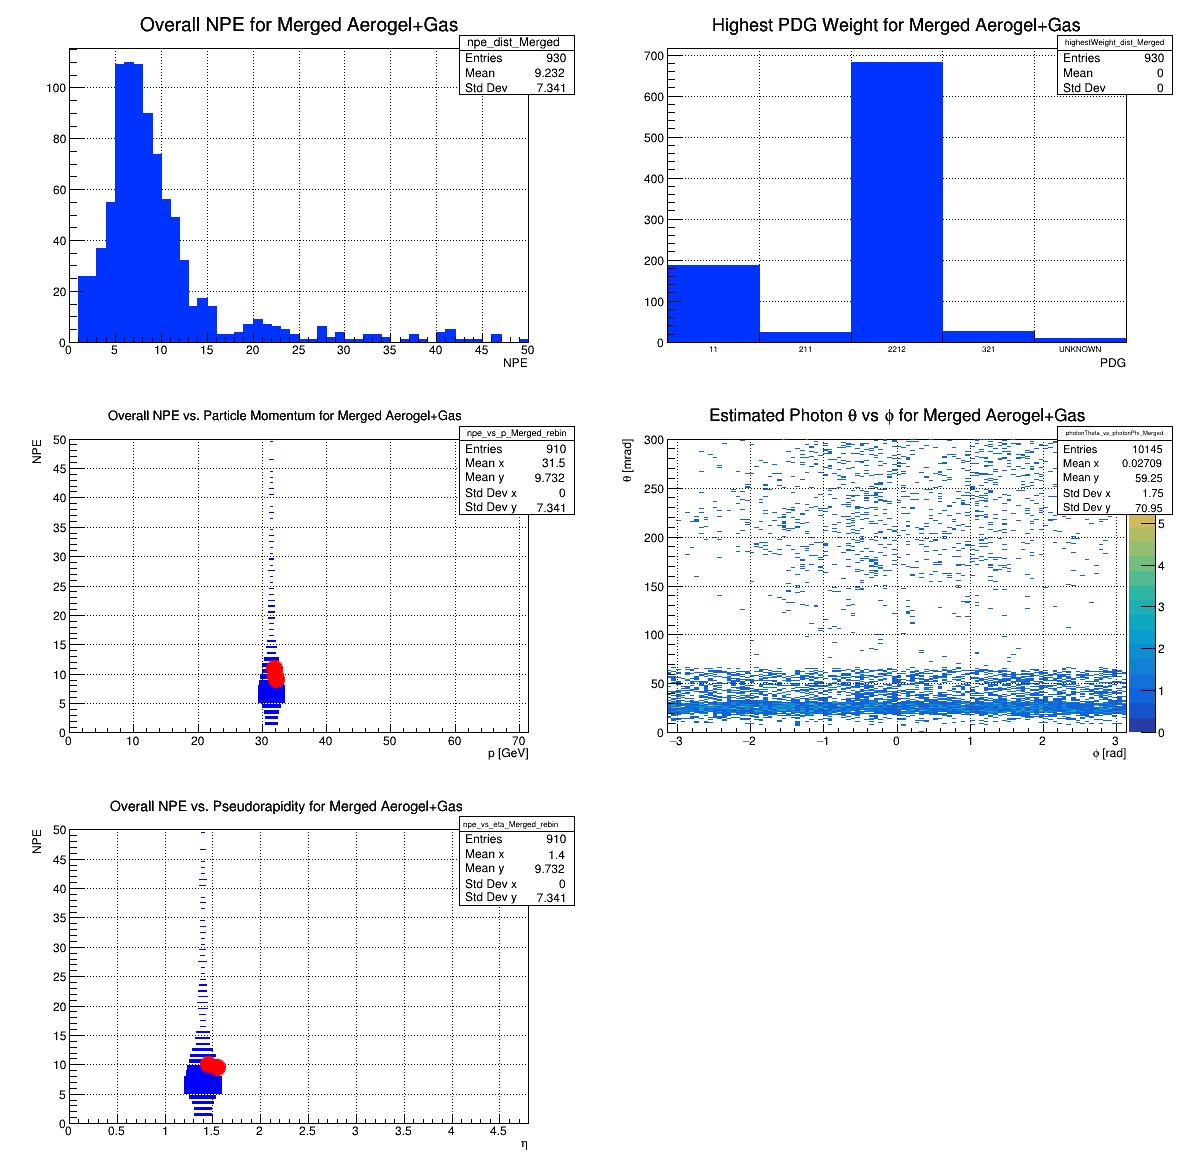 Overall NPE for Merged Aerogel+Gas
npe_dist_Merged
Entries 930
Mean 9.232
Std Dev 7.341
100
80
60
40
20
0
0 5 10 15 20 25 30 35 40 45 50
NPE
Highest PDG Weight for Merged Aerogel+Gas
highestWeight_dist_Merged
Entries 930
Mean 0
Std Dev 0
700
600
500
400
300
200
100
0
11 211 2212 321 UNKNOWN
PDG
Overall NPE vs. Particle Momentum for Merged Aerogel+Gas
NPE
npe_vs_p_Merged_rebin
Entries 910
Mean x 31.5
Mean y 9.732
Std Dev x 0
Std Dev y 7.341
50
45
40
35
30
25
20
15
10
5
0
0 10 20 30 40 50 60 70
p [GeV]
Estimated Photon θ vs ϕ for Merged Aerogel+Gas
θ [mrad]
photonTheta_vs_photonPhi_Merged
Entries 10145
Mean x 0.02709
Mean y 59.25
Std Dev x 1.75
Std Dev y 70.95
300
250
200
150
100
50
0
−3 −2 −1 0 1 2 3
ϕ [rad]
5
4
3
2
1
0
Overall NPE vs. Pseudorapidity for Merged Aerogel+Gas
NPE
npe_vs_eta_Merged_rebin
Entries 910
Mean x 1.4
Mean y 9.732
Std Dev x 0
Std Dev y 7.341
50
45
40
35
30
25
20
15
10
5
0
0 0.5 1 1.5 2 2.5 3 3.5 4 4.5
η